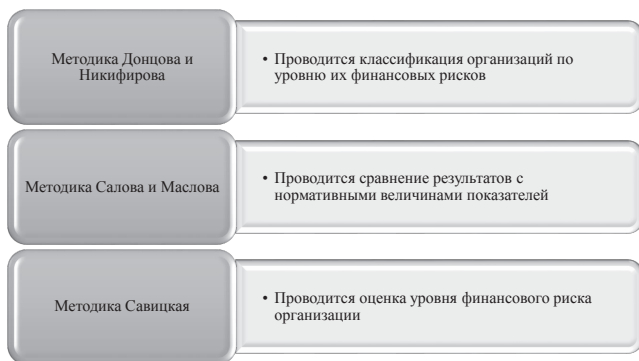 Методика Донцова и
Никифирова
• Проводится классификация организаций по
уровню их финансовых рисков
Методика Салова и Маслова
• Проводится сравнение результатов с
нормативными величинами показателей
Методика Савицкая
• Проводится оценка уровня финансового риска
организации